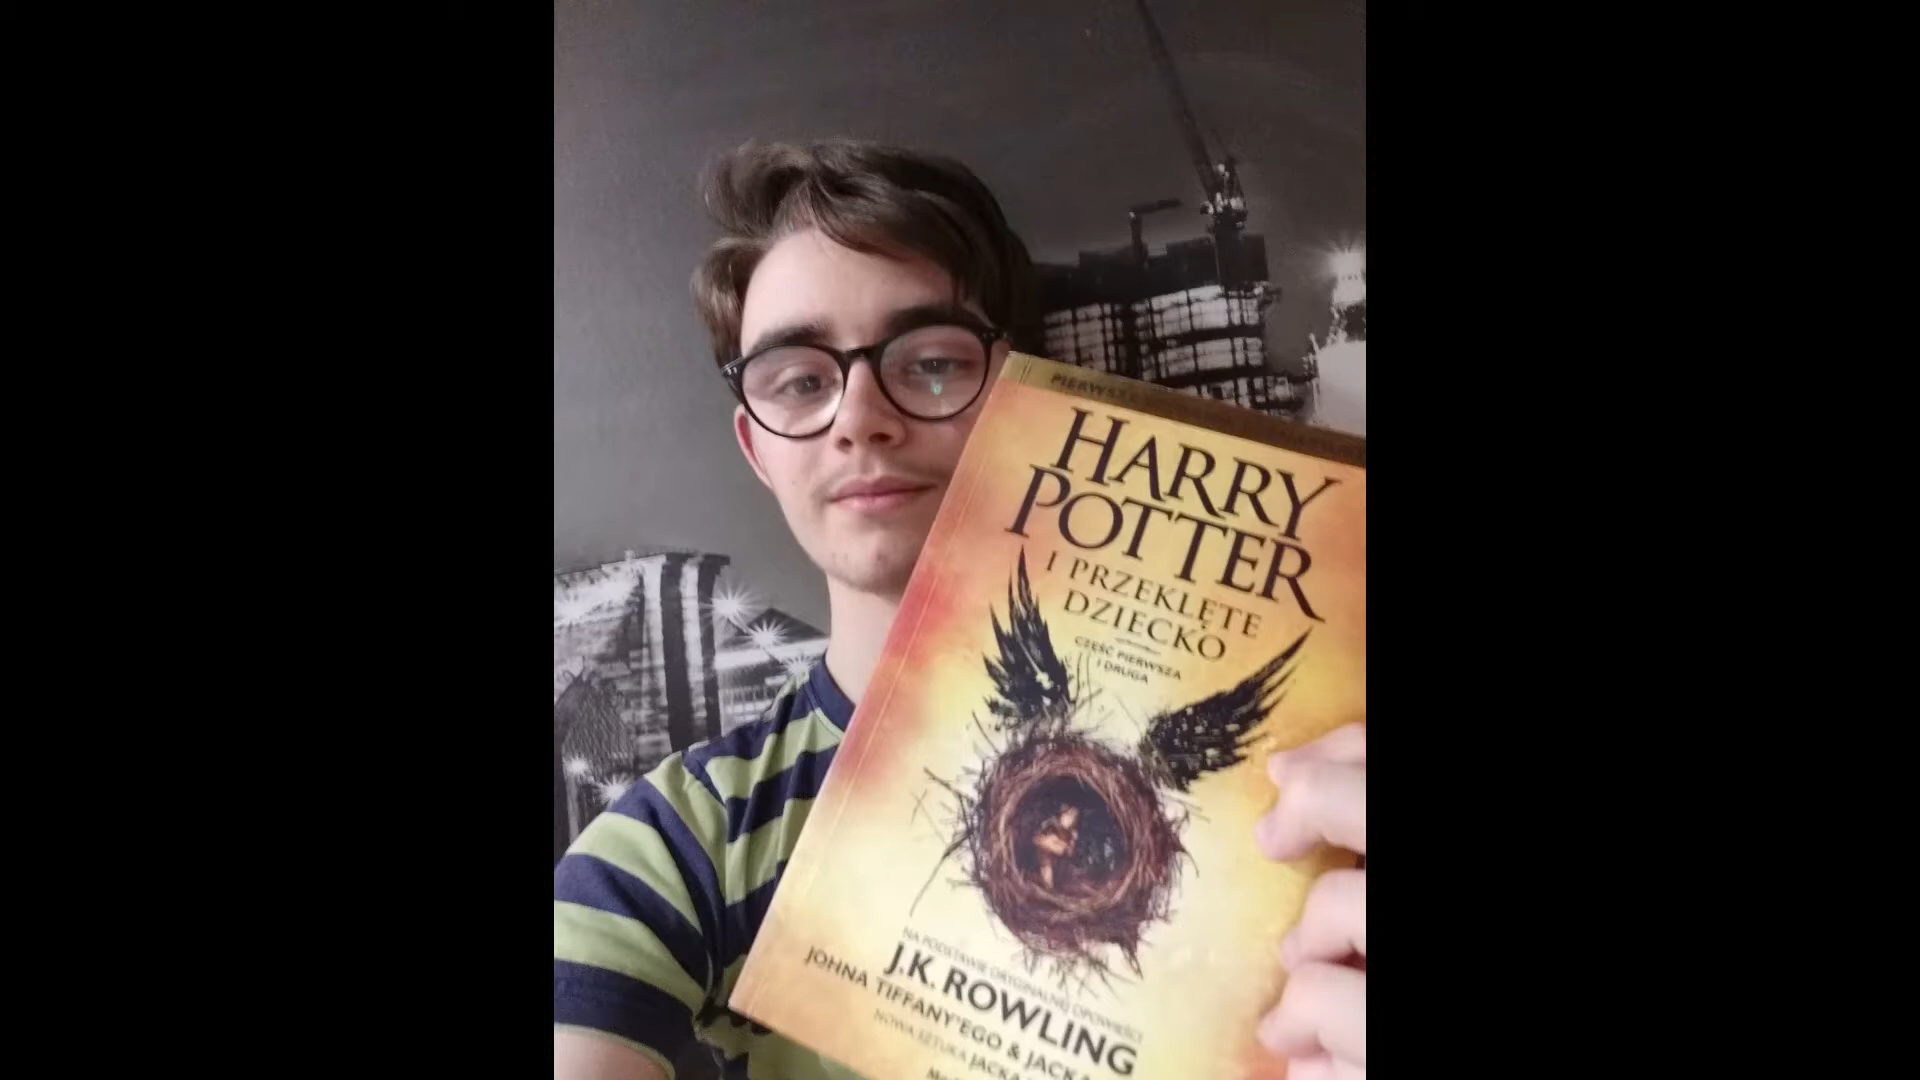 PIERWSZE
HARRY
POTTER
I PRZEKLĘTE
DZIECKO
CZĘŚĆ PIERWSZA
I DRUGA
NA PODSTAWIE ORYGINALNEJ OPOWIEŚCI
J.K. ROWLING
JOHNA TIFFANY'EGO & JACKA
NOWA SZTUKA JACKA